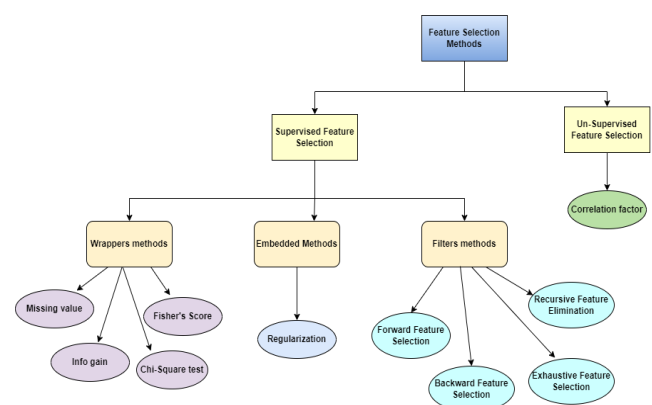 Feature Selection
Methods
Supervised Feature
Selection
Un-Supervised
Feature Selection
Correlation factor
Wrappers methods
Embedded Methods
Filters methods
Missing value
Fisher's Score
Info gain
Chi-Square test
Regularization
Forward Feature
Selection
Recursive Feature
Elimination
Backward Feature
Selection
Exhaustive Feature
Selection